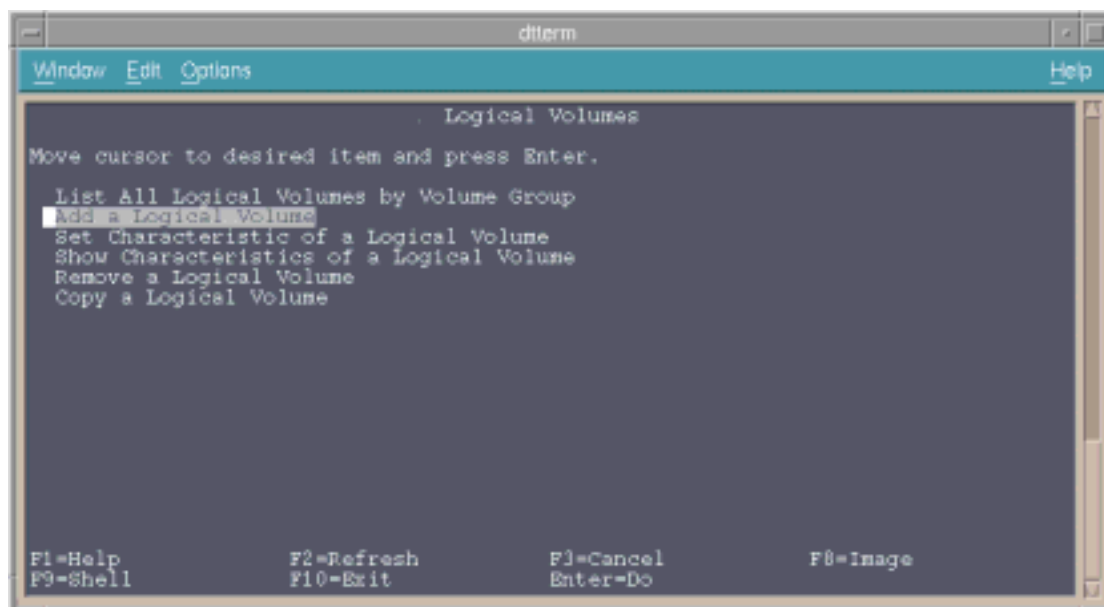 dtterm
Window Edit Options Help
Logical Volumes
Move cursor to desired item and press Enter.
List All Logical Volumes by Volume Group
Add a Logical Volume
Set Characteristic of a Logical Volume
Show Characteristics of a Logical Volume
Remove a Logical Volume
Copy a Logical Volume
F1=Help F2=Refresh F3=Cancel F8=Image
F9=Shell F10=Exit Enter=Do